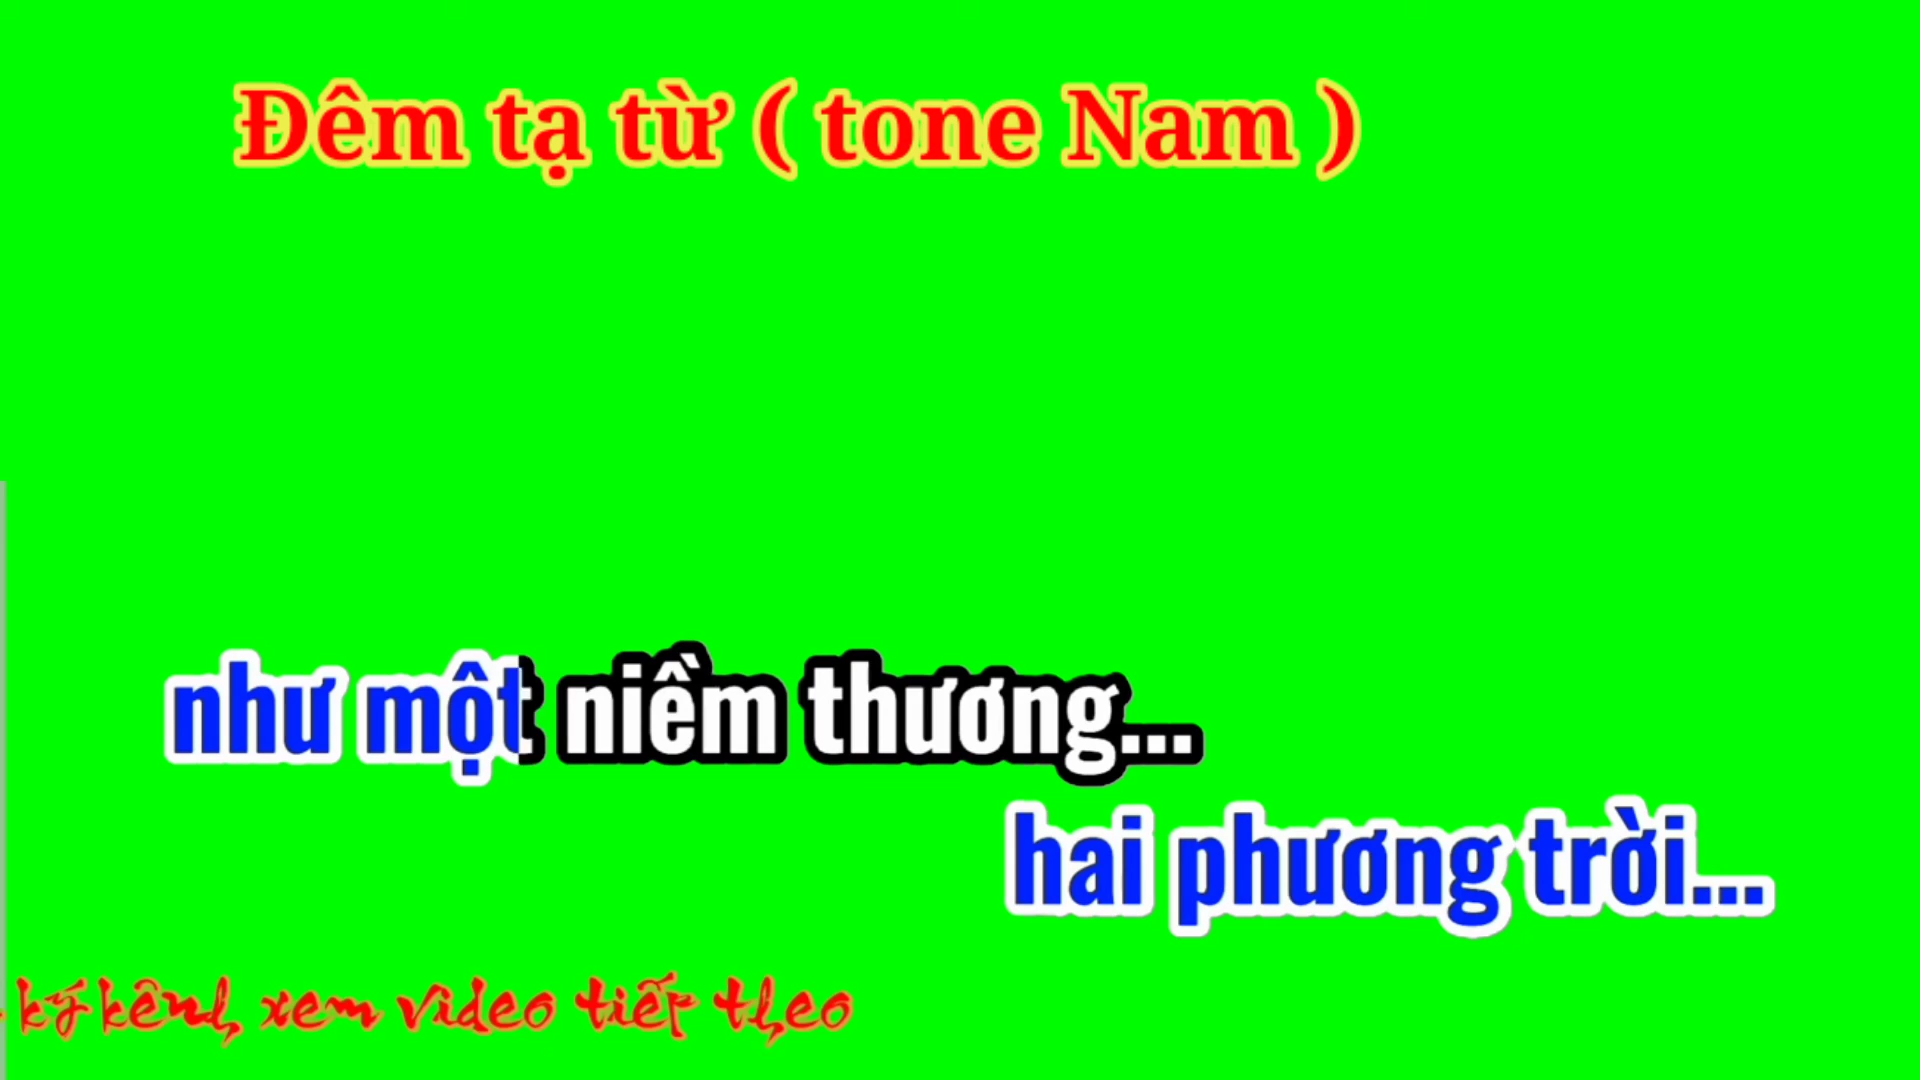 Đêm tạ từ ( tone Nam )
như một niềm thương...
hai phương trời...
ký kênh xem video tiếp theo